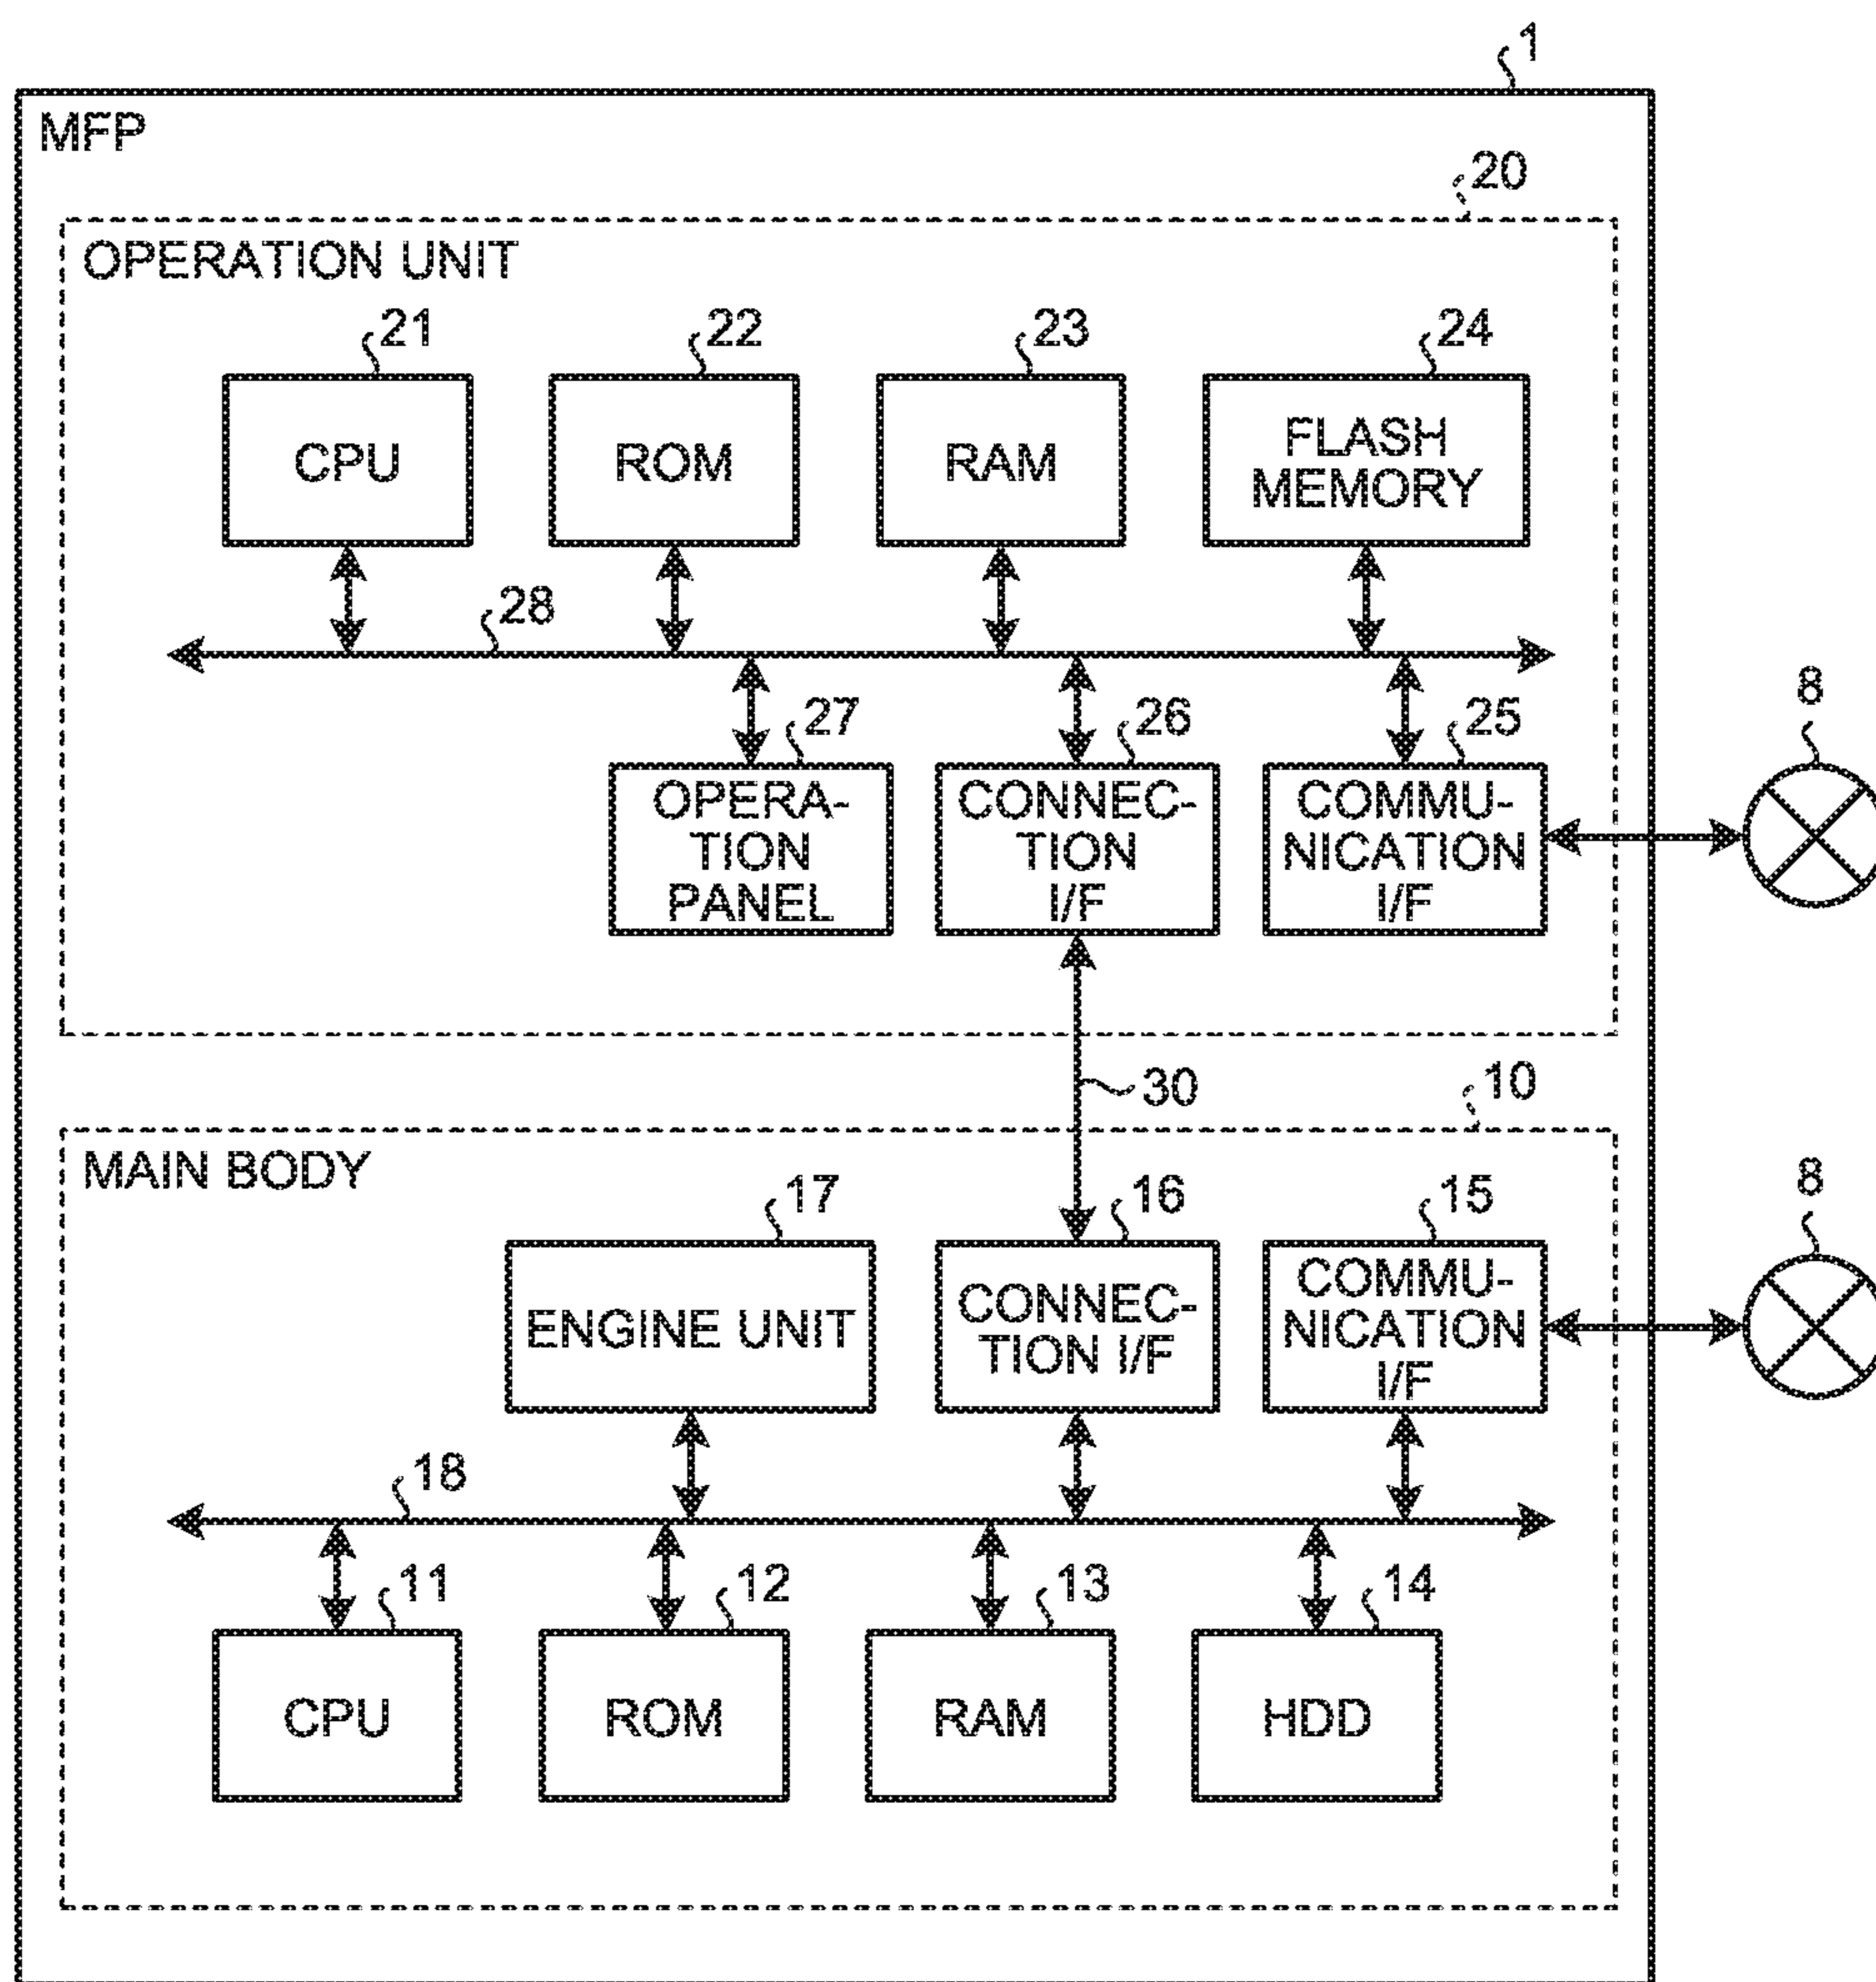 1
MFP
20
OPERATION UNIT
21
22
23
24
CPU
ROM
RAM
FLASH
MEMORY
28
27
26
25
8
OPERA-
TION
PANEL
CONNEC-
TION
I/F
COMMU-
NICATION
I/F
30
10
MAIN BODY
17
16
15
8
ENGINE UNIT
CONNEC-
TION I/F
COMMU-
NICATION
I/F
18
11
12
13
14
CPU
ROM
RAM
HDD